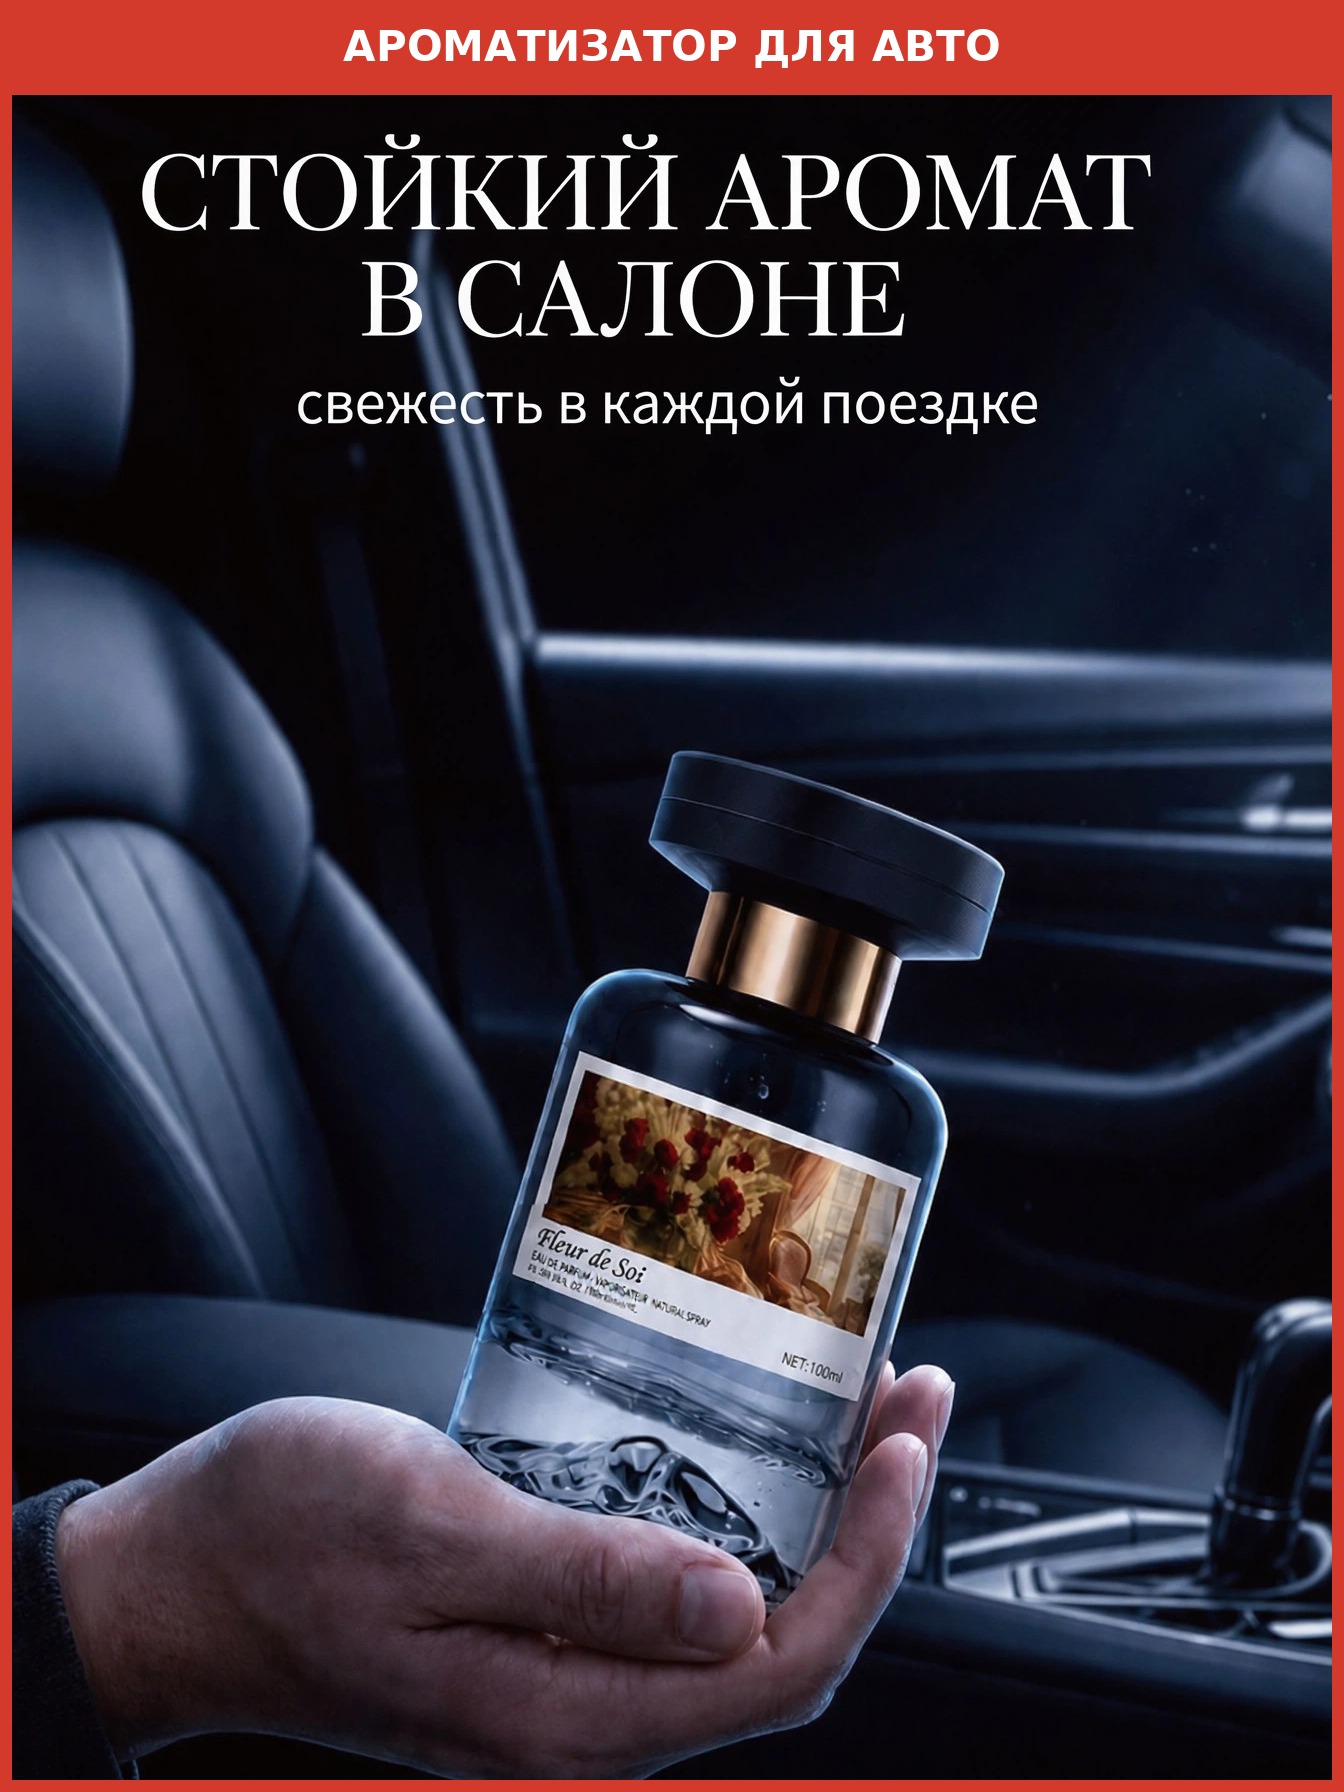 АРОМАТИЗАТОР ДЛЯ АВТО
СТОЙКИЙ АРОМАТ
В САЛОНЕ
свежесть в каждой поездке
Fleur de Soi
EAU DE PARFUM, VAPORISATEUR NATURAL SPRAY
NET:100ml